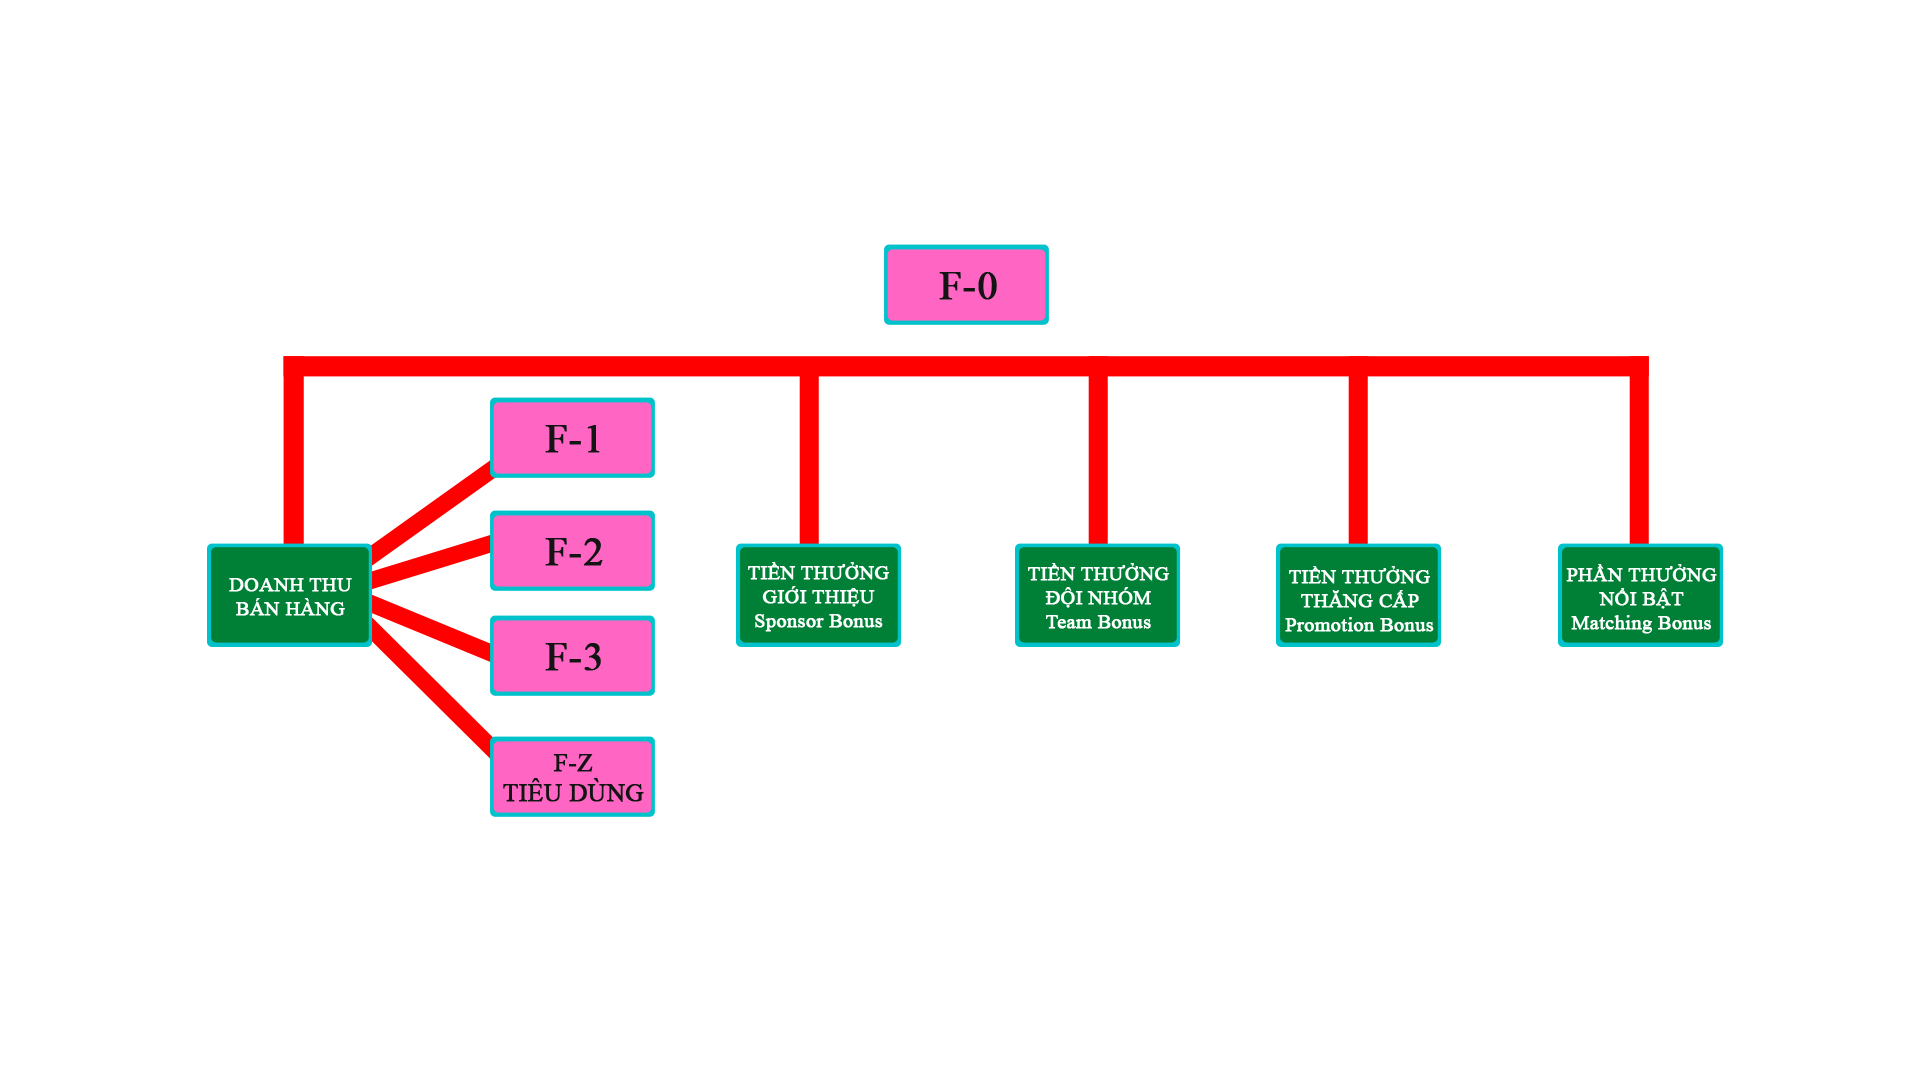 F-0
F-1
F-2
F-3
F-Z
TIÊU DÙNG
DOANH THU
BÁN HÀNG
TIỀN THƯỞNG
GIỚI THIỆU
Sponsor Bonus
TIỀN THƯỞNG
ĐỘI NHÓM
Team Bonus
TIỀN THƯỞNG
THĂNG CẤP
Promotion Bonus
PHẦN THƯỞNG
NỔI BẬT
Matching Bonus